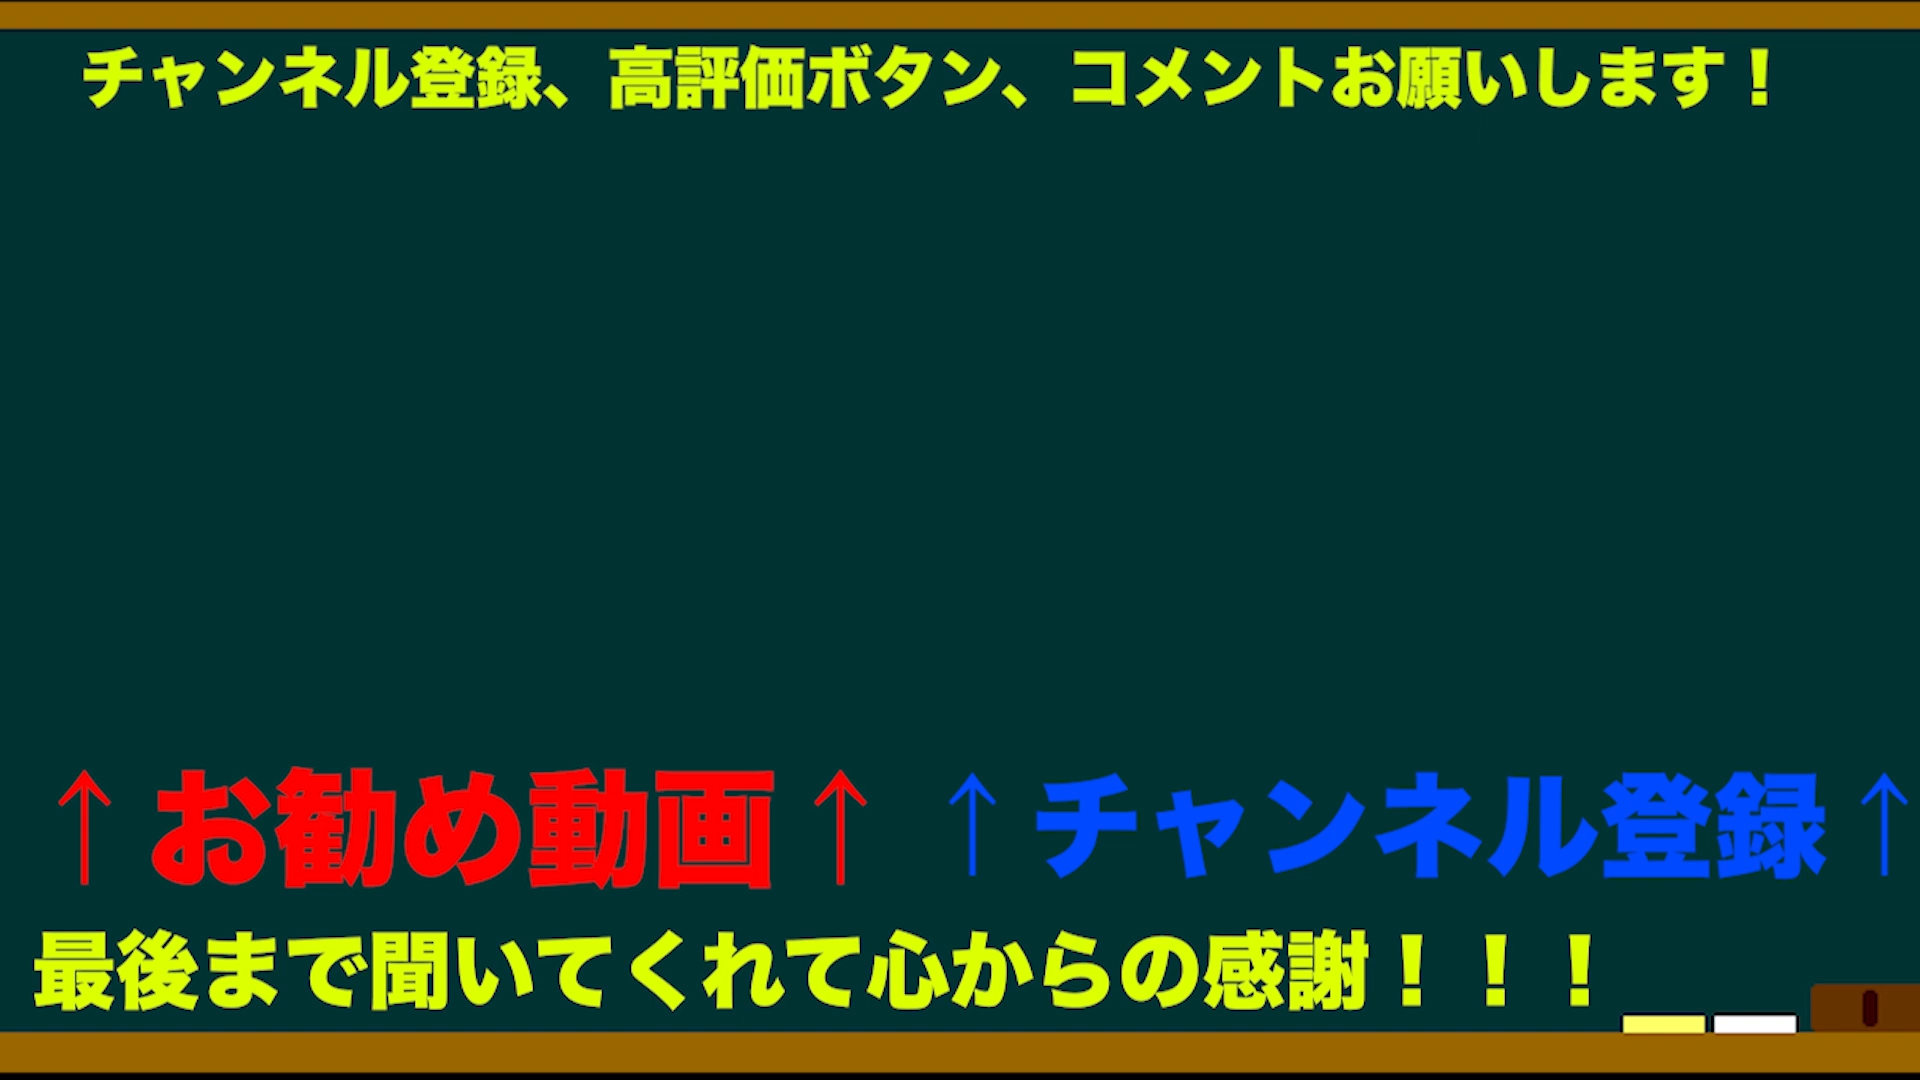 チャンネル登録、高評価ボタン、コメントお願いします！
↑お勧め動画↑ ↑チャンネル登録↑
最後まで聞いてくれて心からの感謝！！！